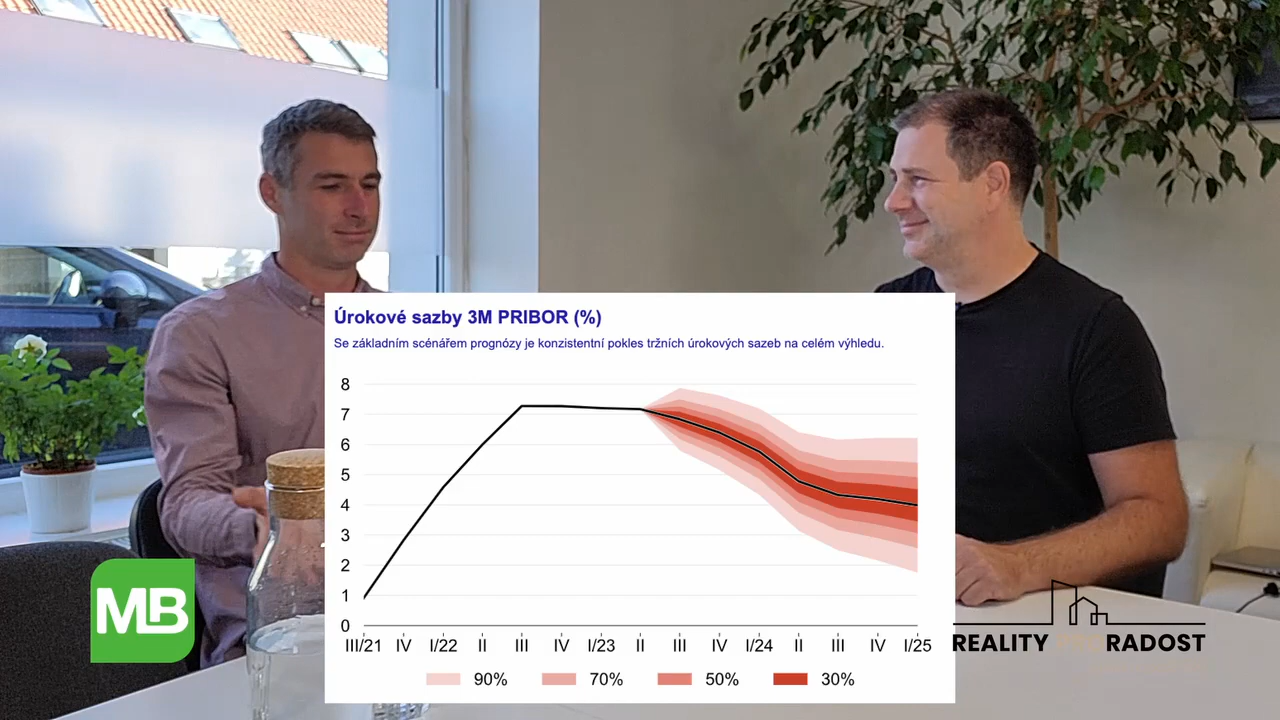 Úrokové sazby 3M PRIBOR (%)
Se základním scénářem prognózy je konzistentní pokles tržních úrokových sazeb na celém výhledu.
8
7
6
5
4
3
2
1
0
III/21 IV I/22 II III IV I/23 II III IV I/24 II III IV I/25
90% 70% 50% 30%
MB
REALITY PRO RADOST